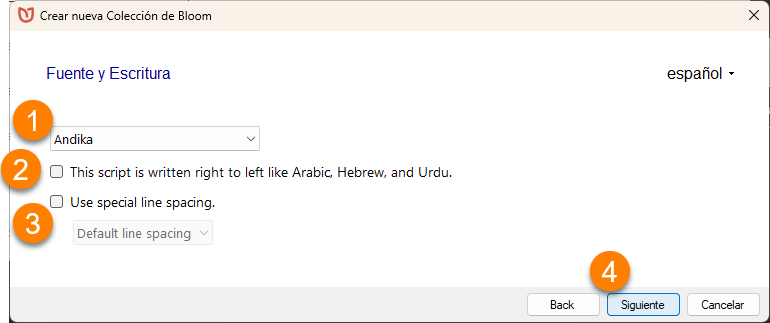 Crear nueva Colección de Bloom
Fuente y Escritura
español
1
Andika
2
This script is written right to left like Arabic, Hebrew, and Urdu.
Use special line spacing.
3
Default line spacing
4
Back
Siguiente
Cancelar